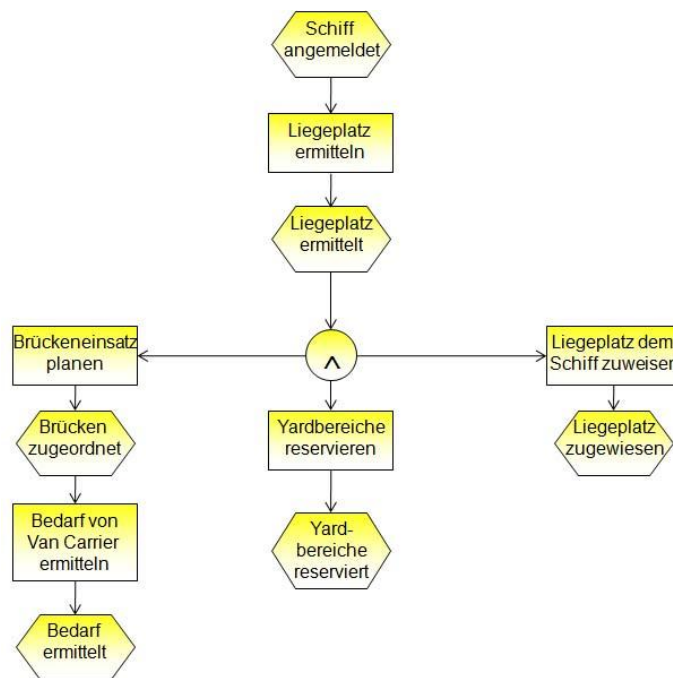 Schiff
angemeldet
Liegeplatz
ermitteln
Liegeplatz
ermittelt
Brückeneinsatz
planen
^
Liegeplatz dem
Schiff zuweisen
Brücken
zugeordnet
Yardbereiche
reservieren
Liegeplatz
zugewiesen
Bedarf von
Van Carrier
ermitteln
Yard-
bereiche
reserviert
Bedarf
ermittelt